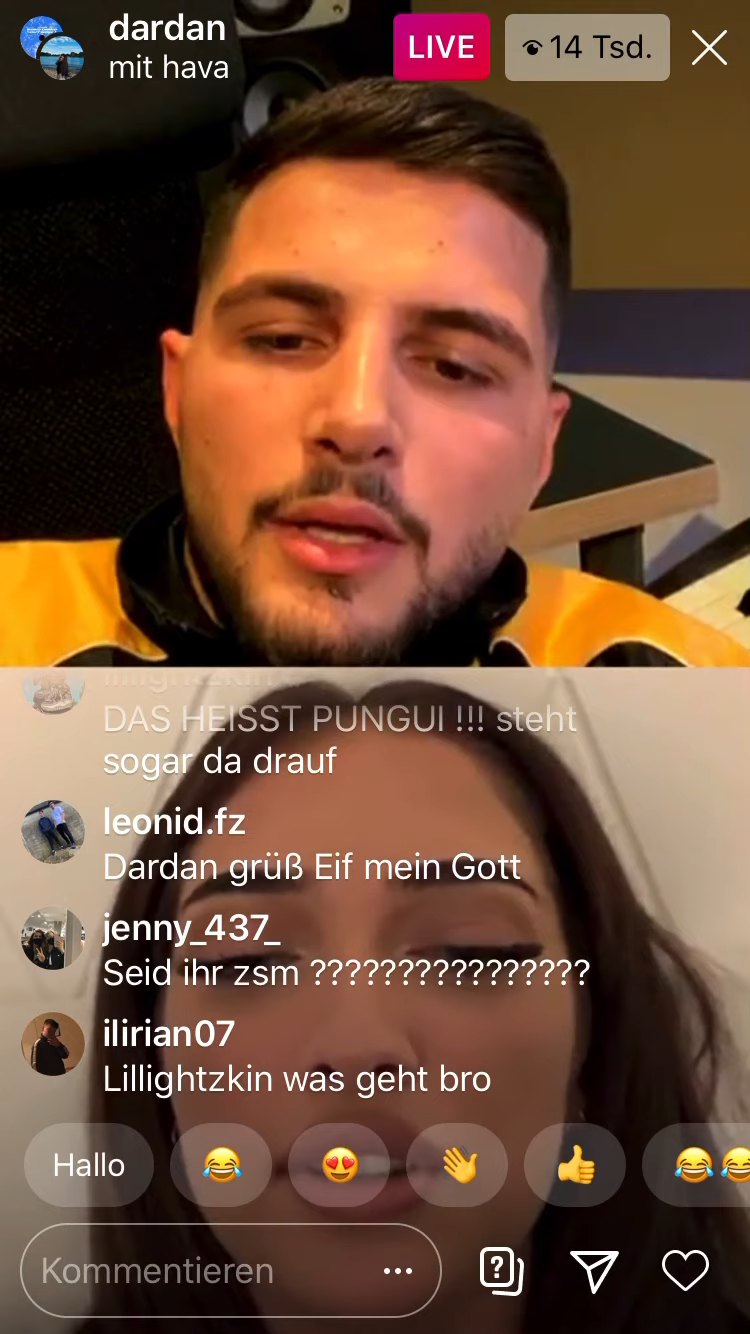 dardan
mit hava
LIVE
14 Tsd.
DAS HEISST PUNGUI !!! steht
sogar da drauf
leonid.fz
Dardan grüß Eif mein Gott
jenny_437_
Seid ihr zsm ????????????????
ilirian07
Lillightzkin was geht bro
Hallo
Kommentieren